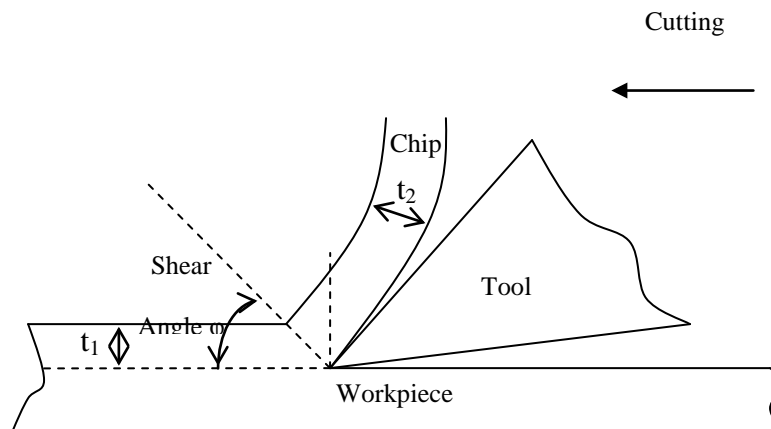 Cutting
Chip
t2
Shear
Tool
Angle φ
t1
Workpiece
(